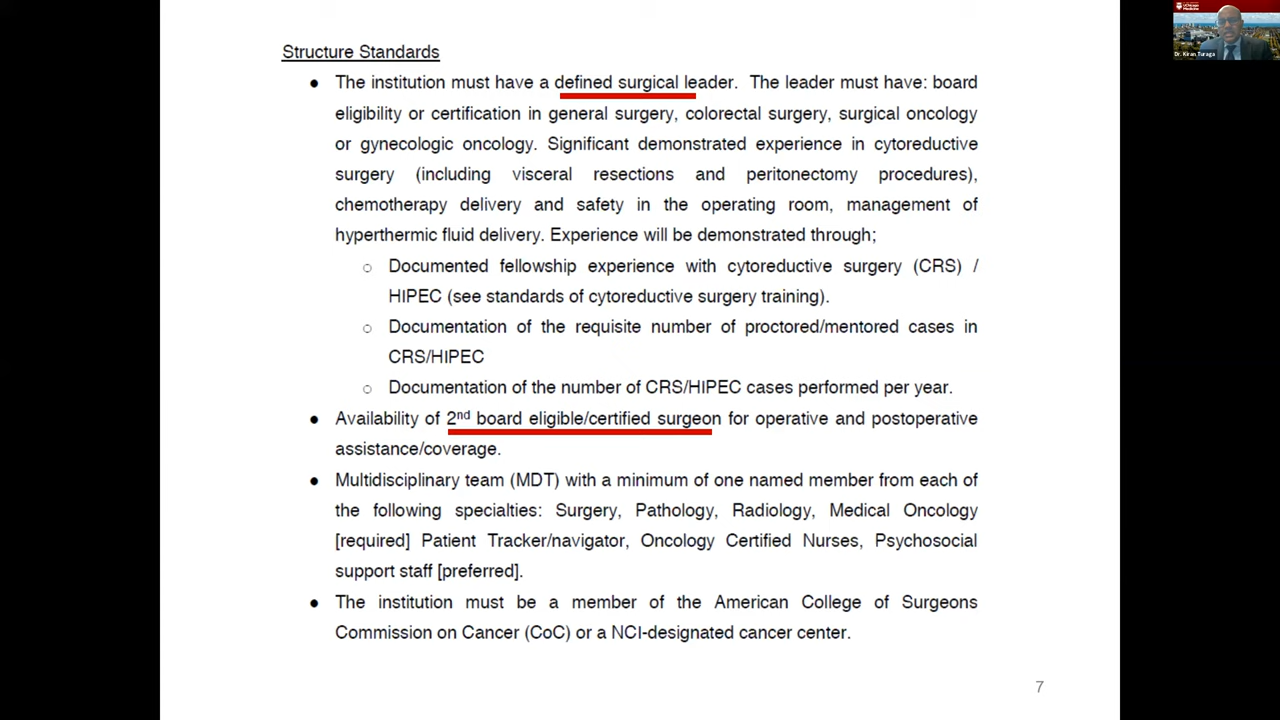 Structure Standards
● The institution must have a defined surgical leader. The leader must have: board
eligibility or certification in general surgery, colorectal surgery, surgical oncology
or gynecologic oncology. Significant demonstrated experience in cytoreductive
surgery (including visceral resections and peritonectomy procedures),
chemotherapy delivery and safety in the operating room, management of
hyperthermic fluid delivery. Experience will be demonstrated through;
○ Documented fellowship experience with cytoreductive surgery (CRS) /
HIPEC (see standards of cytoreductive surgery training).
○ Documentation of the requisite number of proctored/mentored cases in
CRS/HIPEC
○ Documentation of the number of CRS/HIPEC cases performed per year.
● Availability of 2nd board eligible/certified surgeon for operative and postoperative
assistance/coverage.
● Multidisciplinary team (MDT) with a minimum of one named member from each of
the following specialties: Surgery, Pathology, Radiology, Medical Oncology
[required] Patient Tracker/navigator, Oncology Certified Nurses, Psychosocial
support staff [preferred].
● The institution must be a member of the American College of Surgeons
Commission on Cancer (CoC) or a NCI-designated cancer center.
7
UChicago
Medicine
Dr. Kiran Turaga